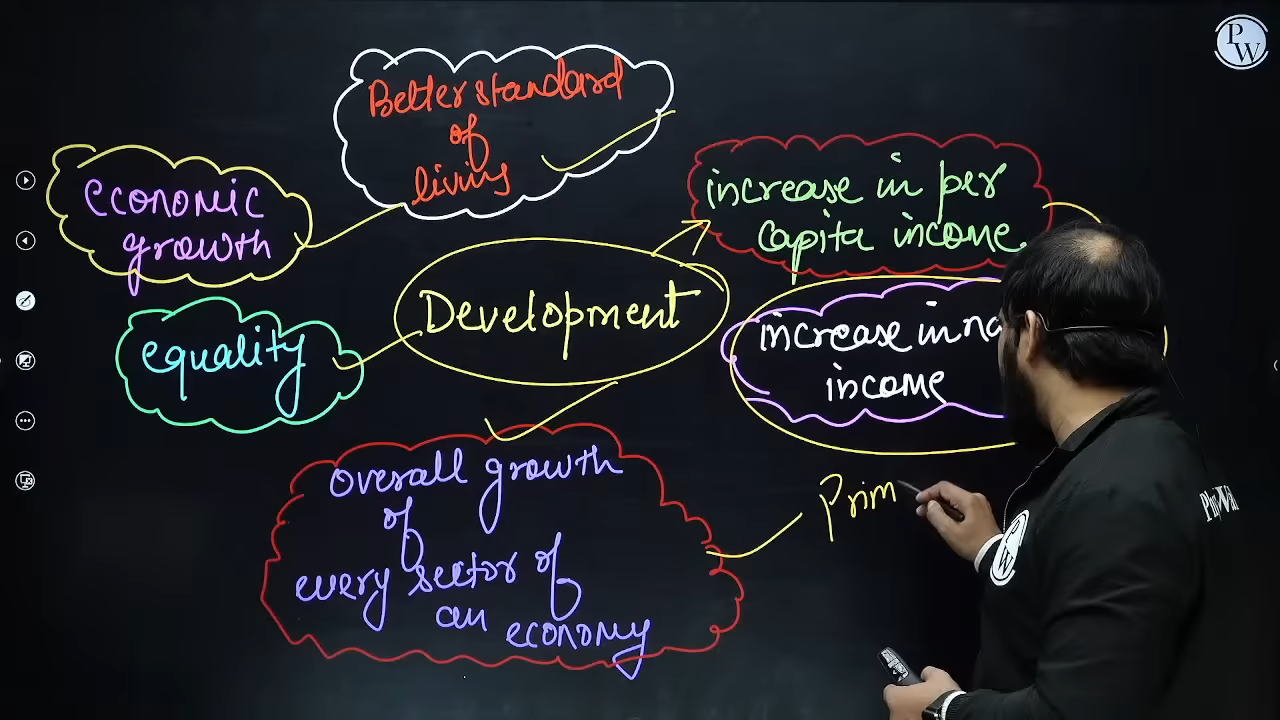 Better standard
of
living
economic
growth
increase in per
capita income
Development
equality
increase in
income
overall growth
of
every sector of
an economy
Prim
PW